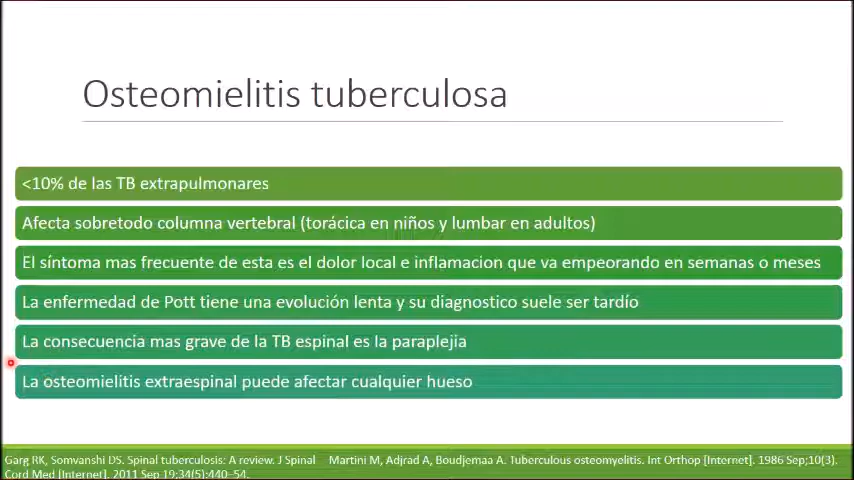 Osteomielitis tuberculosa
<10% de las TB extrapulmonares
Afecta sobretodo columna vertebral (torácica en niños y lumbar en adultos)
El síntoma mas frecuente de esta es el dolor local e inflamacion que va empeorando en semanas o meses
La enfermedad de Pott tiene una evolución lenta y su diagnostico suele ser tardío
La consecuencia mas grave de la TB espinal es la paraplejia
La osteomielitis extraespinal puede afectar cualquier hueso
Garg RK, Somvanshi DS. Spinal tuberculosis: A review. J Spinal Martini M, Adjrad A, Boudjemaa A. Tuberculous osteomyelitis. Int Orthop [Internet]. 1986 Sep;10(3).
Cord Med [Internet]. 2011 Sep 19;34(5):440–54.